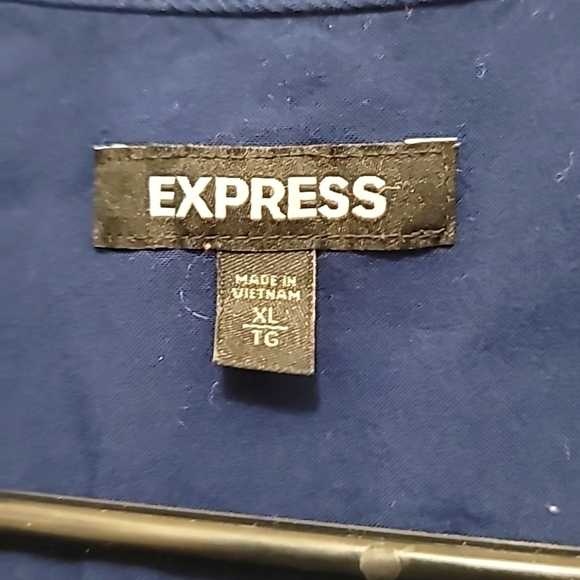 EXPRESS
MADE IN
VIETNAM
XL
TG